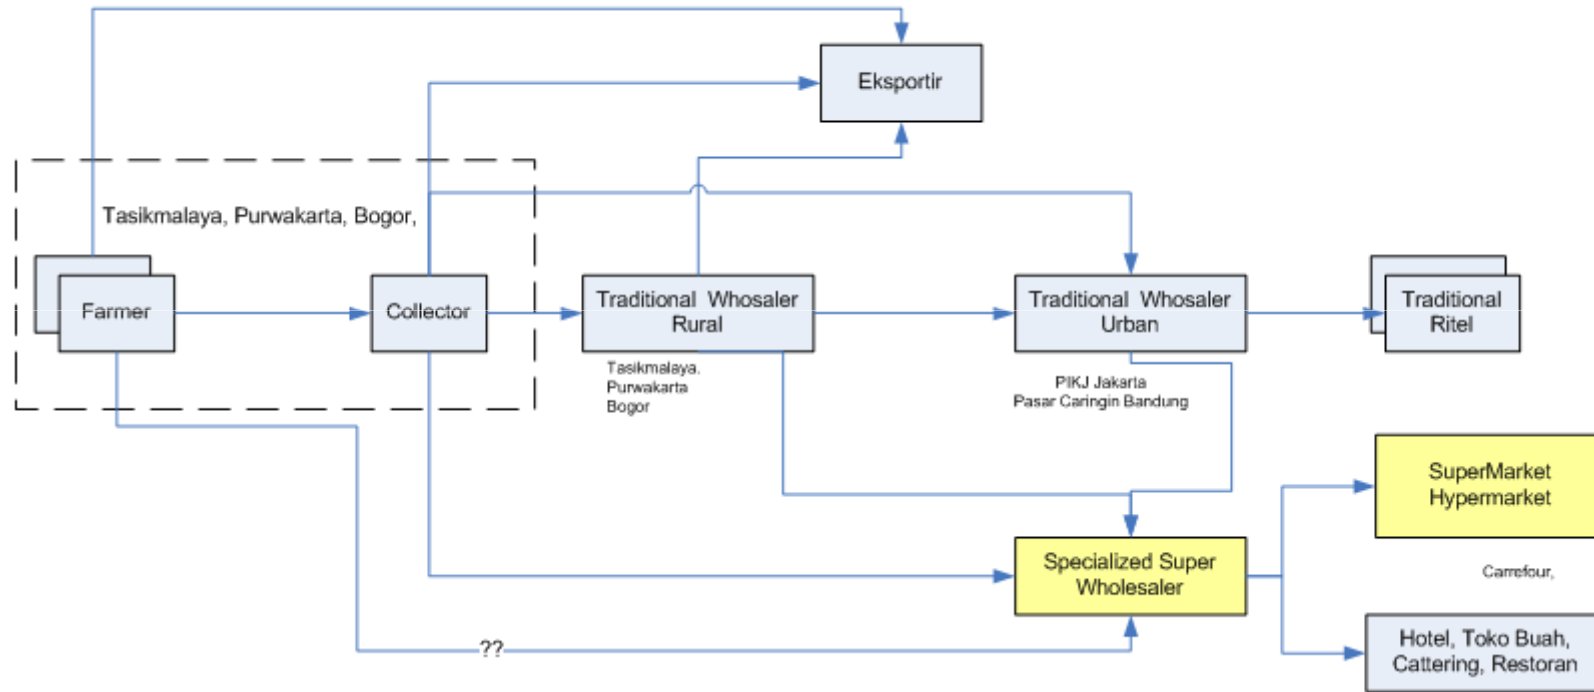 Eksportir
Tasikmalaya, Purwakarta, Bogor,
Farmer
Collector
Traditional Whosaler
Rural
Traditional Whosaler
Urban
Traditional
Ritel
Tasikmalaya.
Purwakarta
Bogor
PIKJ Jakarta
Pasar Caringin Bandung
SuperMarket
Hypermarket
Specialized Super
Wholesaler
Carrefour,
??
Hotel, Toko Buah,
Cattering, Restoran